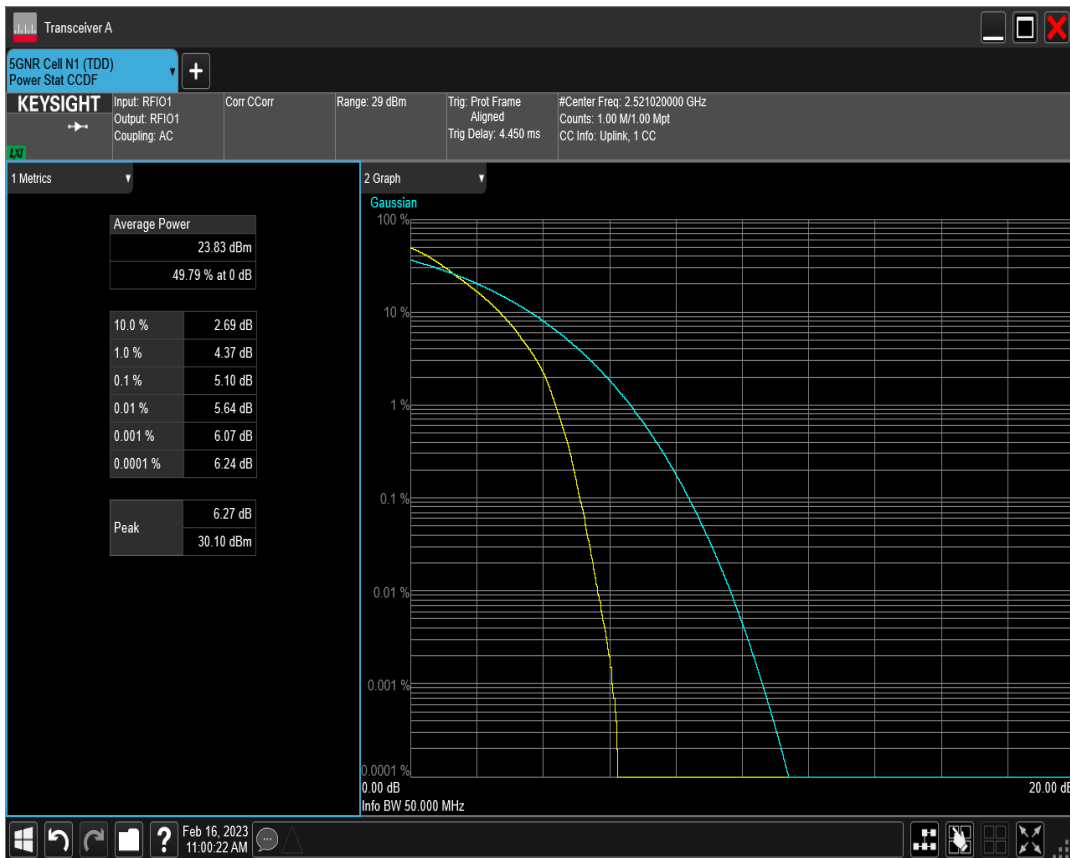 Transceiver A
5GNR Cell N1 (TDD)
Power Stat CCDF
+
KEYSIGHT
LXI
Input: RFIO1
Output: RFIO1
Coupling: AC
Corr CCorr
Range: 29 dBm
Trig: Prot Frame
Aligned
Trig Delay: 4.450 ms
#Center Freq: 2.521020000 GHz
Counts: 1.00 M/1.00 Mpt
CC Info: Uplink, 1 CC
1 Metrics
Average Power
23.83 dBm
49.79 % at 0 dB
10.0 % 2.69 dB
1.0 % 4.37 dB
0.1 % 5.10 dB
0.01 % 5.64 dB
0.001 % 6.07 dB
0.0001 % 6.24 dB
Peak 6.27 dB
30.10 dBm
2 Graph
Gaussian
100 %
10 %
1 %
0.1 %
0.01 %
0.001 %
0.0001 %
0.00 dB 20.00 dB
Info BW 50.000 MHz
? Feb 16, 2023
11:00:22 AM